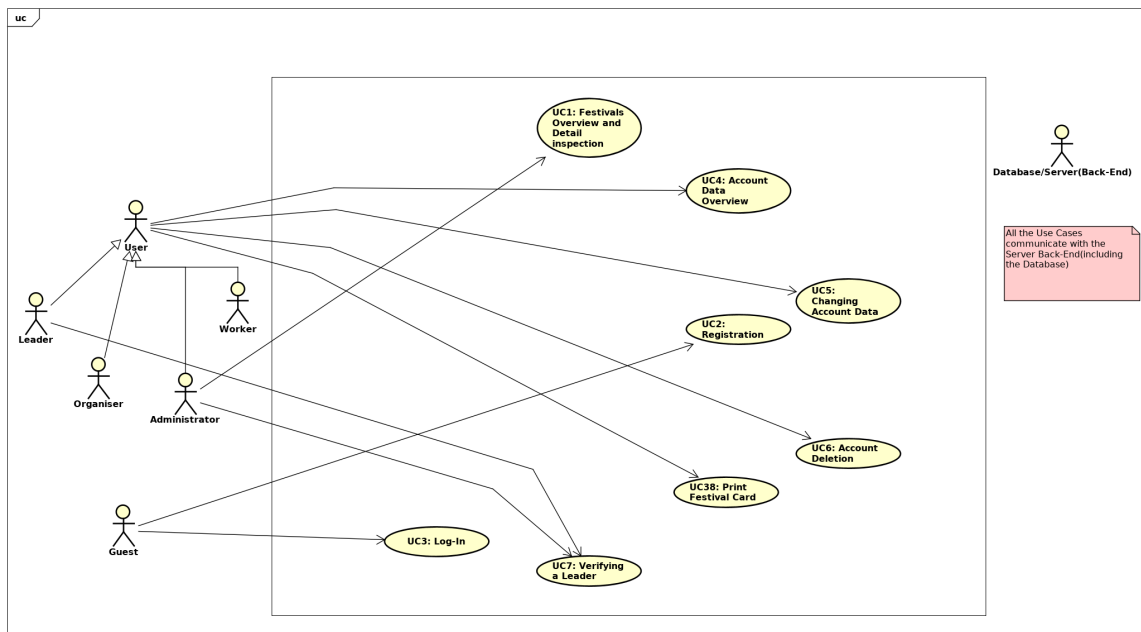 uc
UC1: Festivals
Overview and
Detail
inspection
Database/Server(Back-End)
UC4: Account
Data
Overview
User
All the Use Cases
communicate with the
Server Back-End(including
the Database)
UC5:
Changing
Account Data
Worker
Leader
UC2:
Registration
Organiser
Administrator
UC6: Account
Deletion
UC38: Print
Festival Card
Guest
UC3: Log-In
UC7: Verifying
a Leader